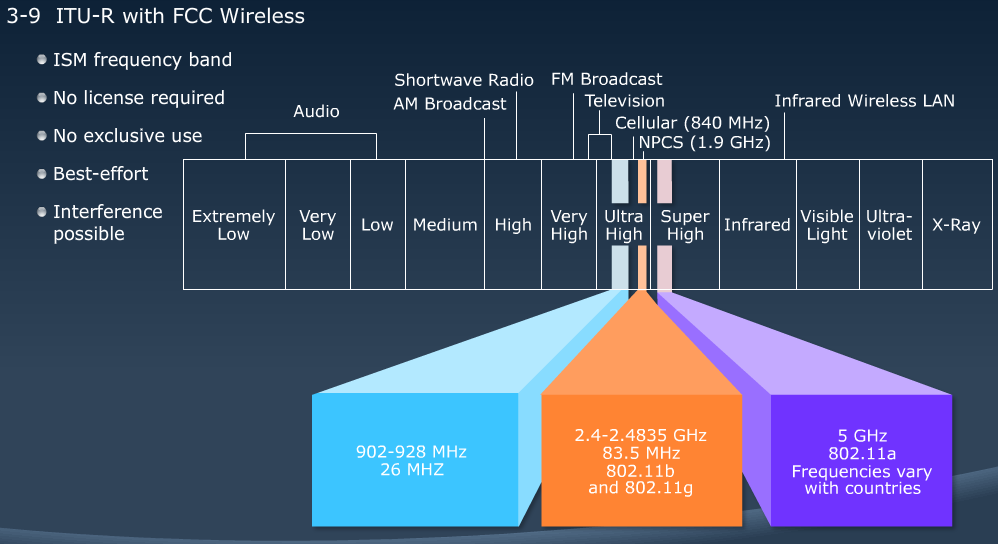 3-9 ITU-R with FCC Wireless
ISM frequency band
No license required
No exclusive use
Best-effort
Interference
possible
Audio
Shortwave Radio
AM Broadcast
FM Broadcast
Television
Cellular (840 MHz)
NPCS (1.9 GHz)
Infrared Wireless LAN
Extremely
Low
Very
Low
Low
Medium
High
Very
High
Ultra
High
Super
High
Infrared
Visible
Light
Ultra-
violet
X-Ray
902-928 MHz
26 MHZ
2.4-2.4835 GHz
83.5 MHz
802.11b
and 802.11g
5 GHz
802.11a
Frequencies vary
with countries